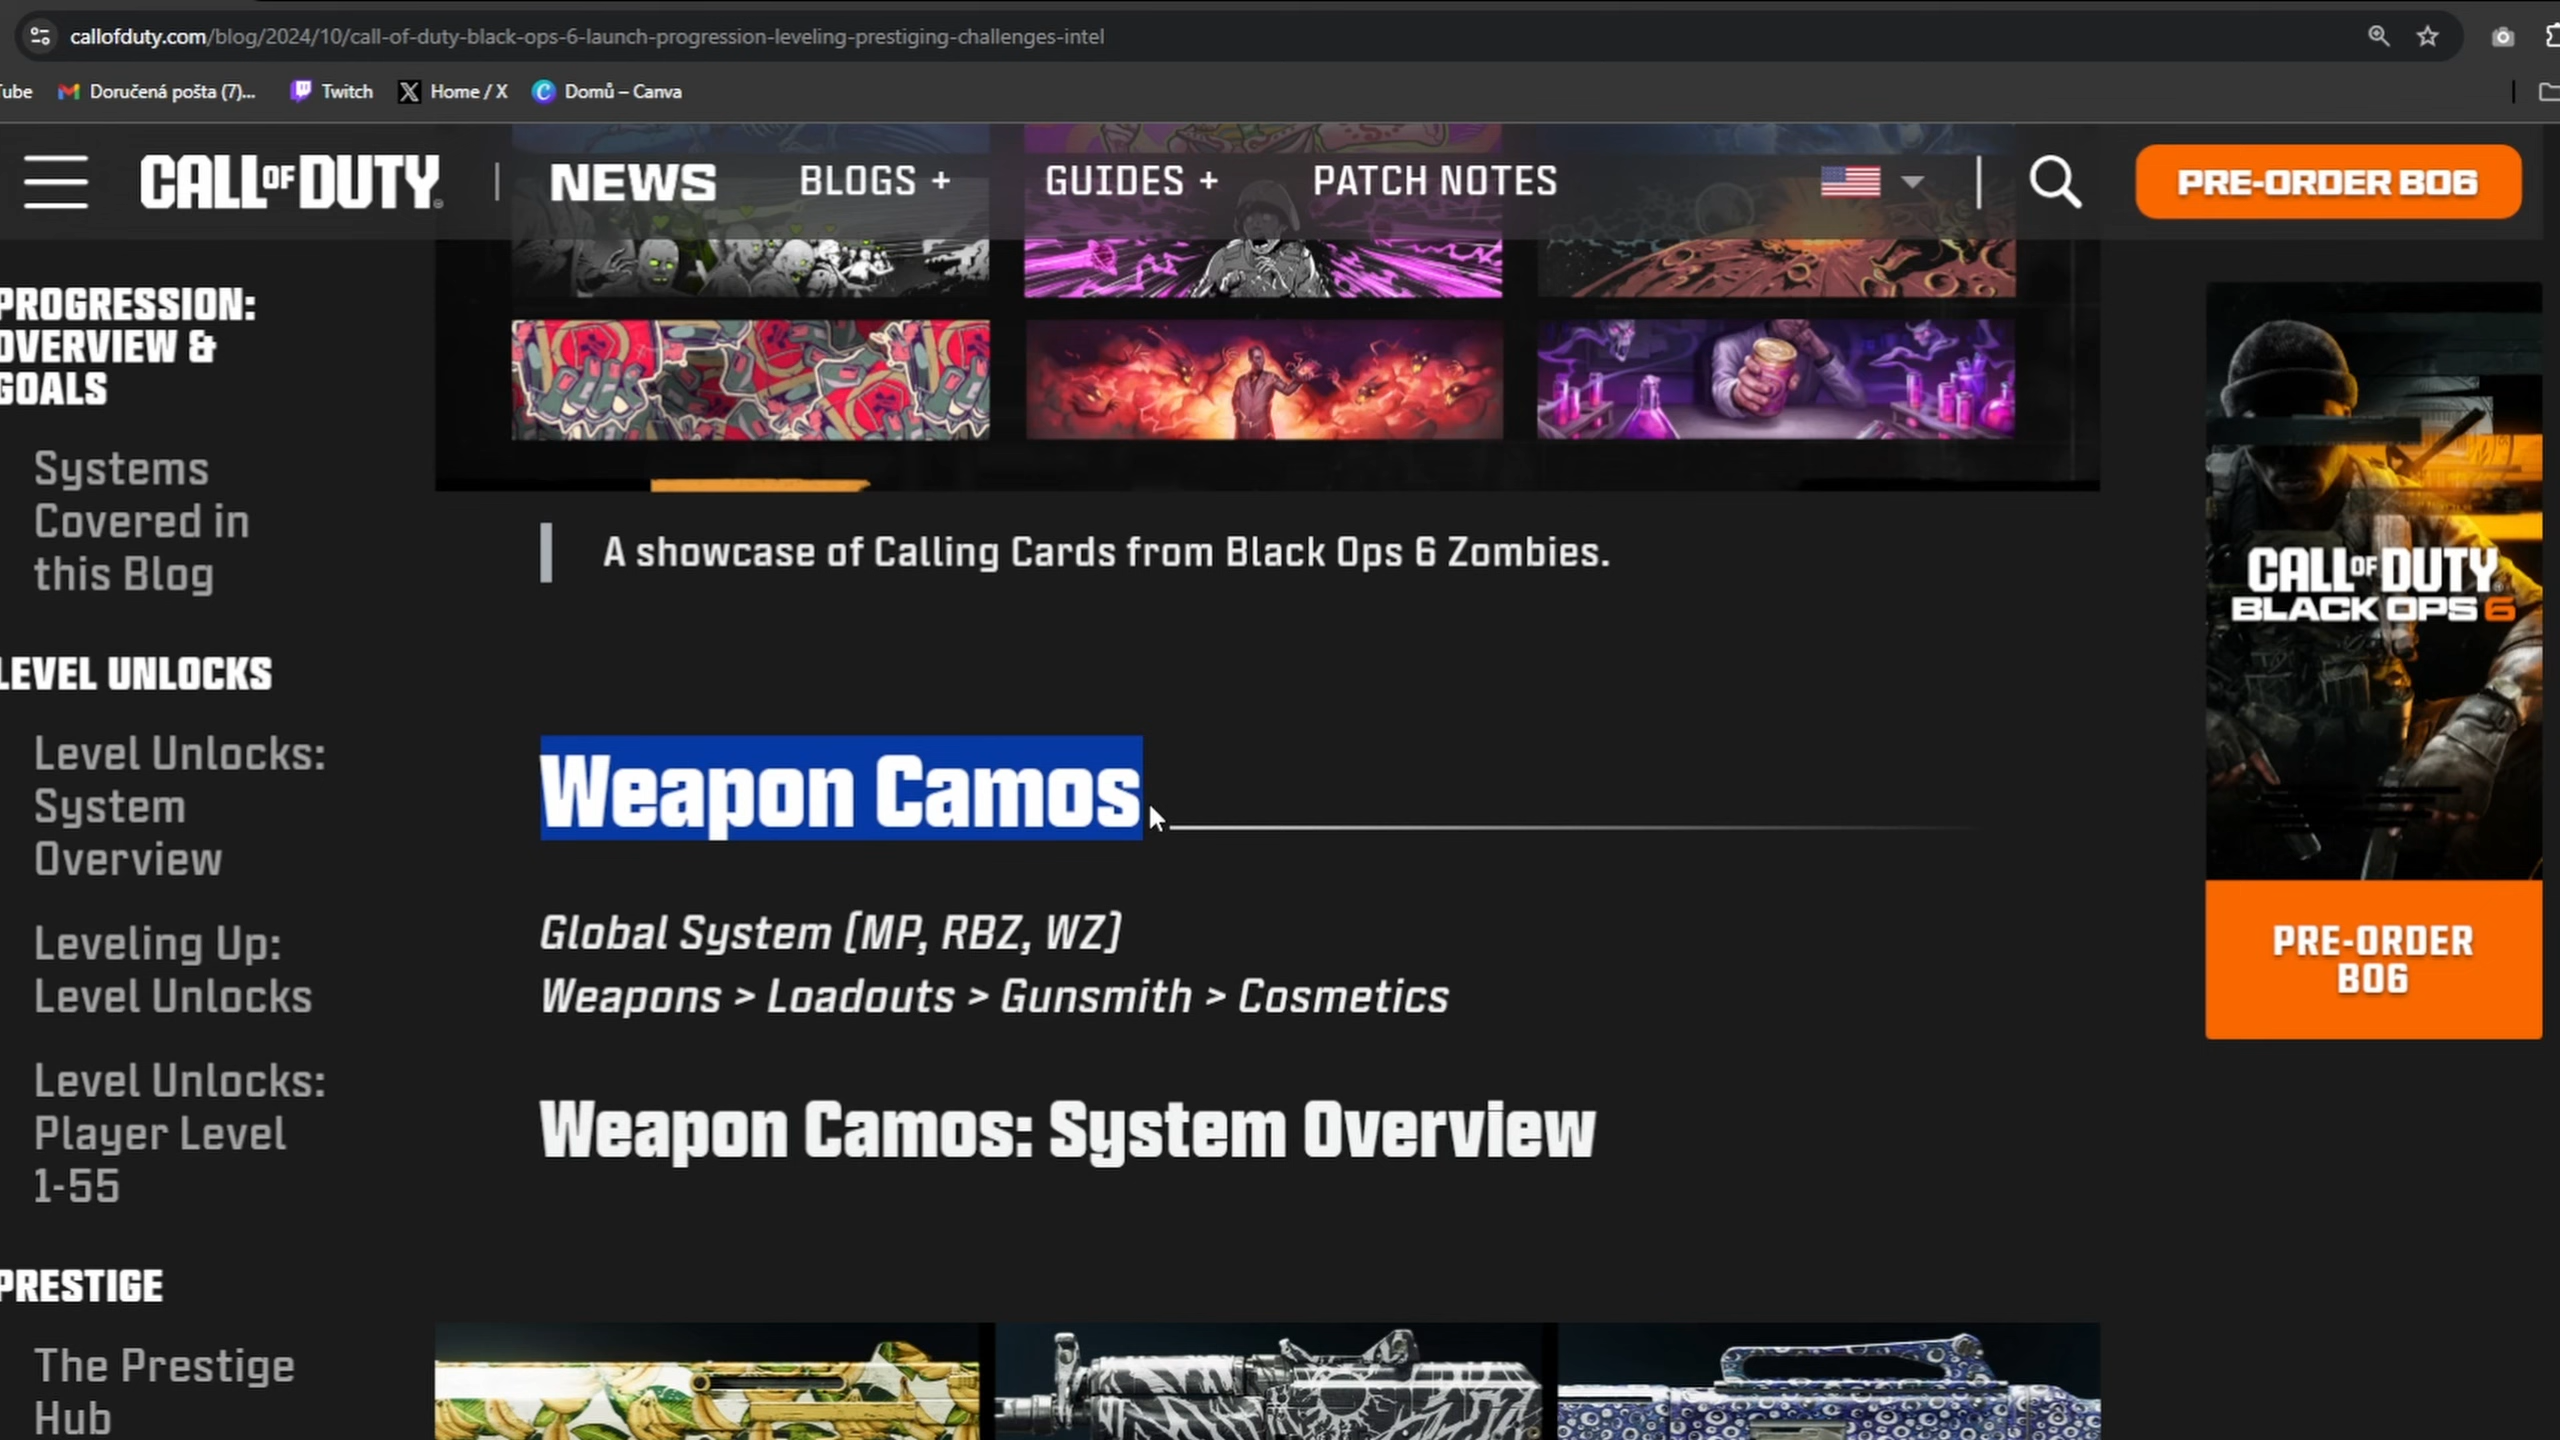 callofduty.com/blog/2024/10/call-of-duty-black-ops-6-launch-progression-leveling-prestiging-challenges-intel
ube
Doručená pošta (7)...
Twitch
Home / X
Domů – Canva
CALL OF DUTY
NEWS
BLOGS +
GUIDES +
PATCH NOTES
PRE-ORDER BO6
PROGRESSION:
OVERVIEW &
GOALS
Systems
Covered in
this Blog
LEVEL UNLOCKS
Level Unlocks:
System
Overview
Leveling Up:
Level Unlocks
Level Unlocks:
Player Level
1-55
PRESTIGE
The Prestige
Hub
A showcase of Calling Cards from Black Ops 6 Zombies.
Weapon Camos
Global System (MP, RBZ, WZ)
Weapons > Loadouts > Gunsmith > Cosmetics
Weapon Camos: System Overview
CALL OF DUTY
BLACK OPS 6
PRE-ORDER
BO6